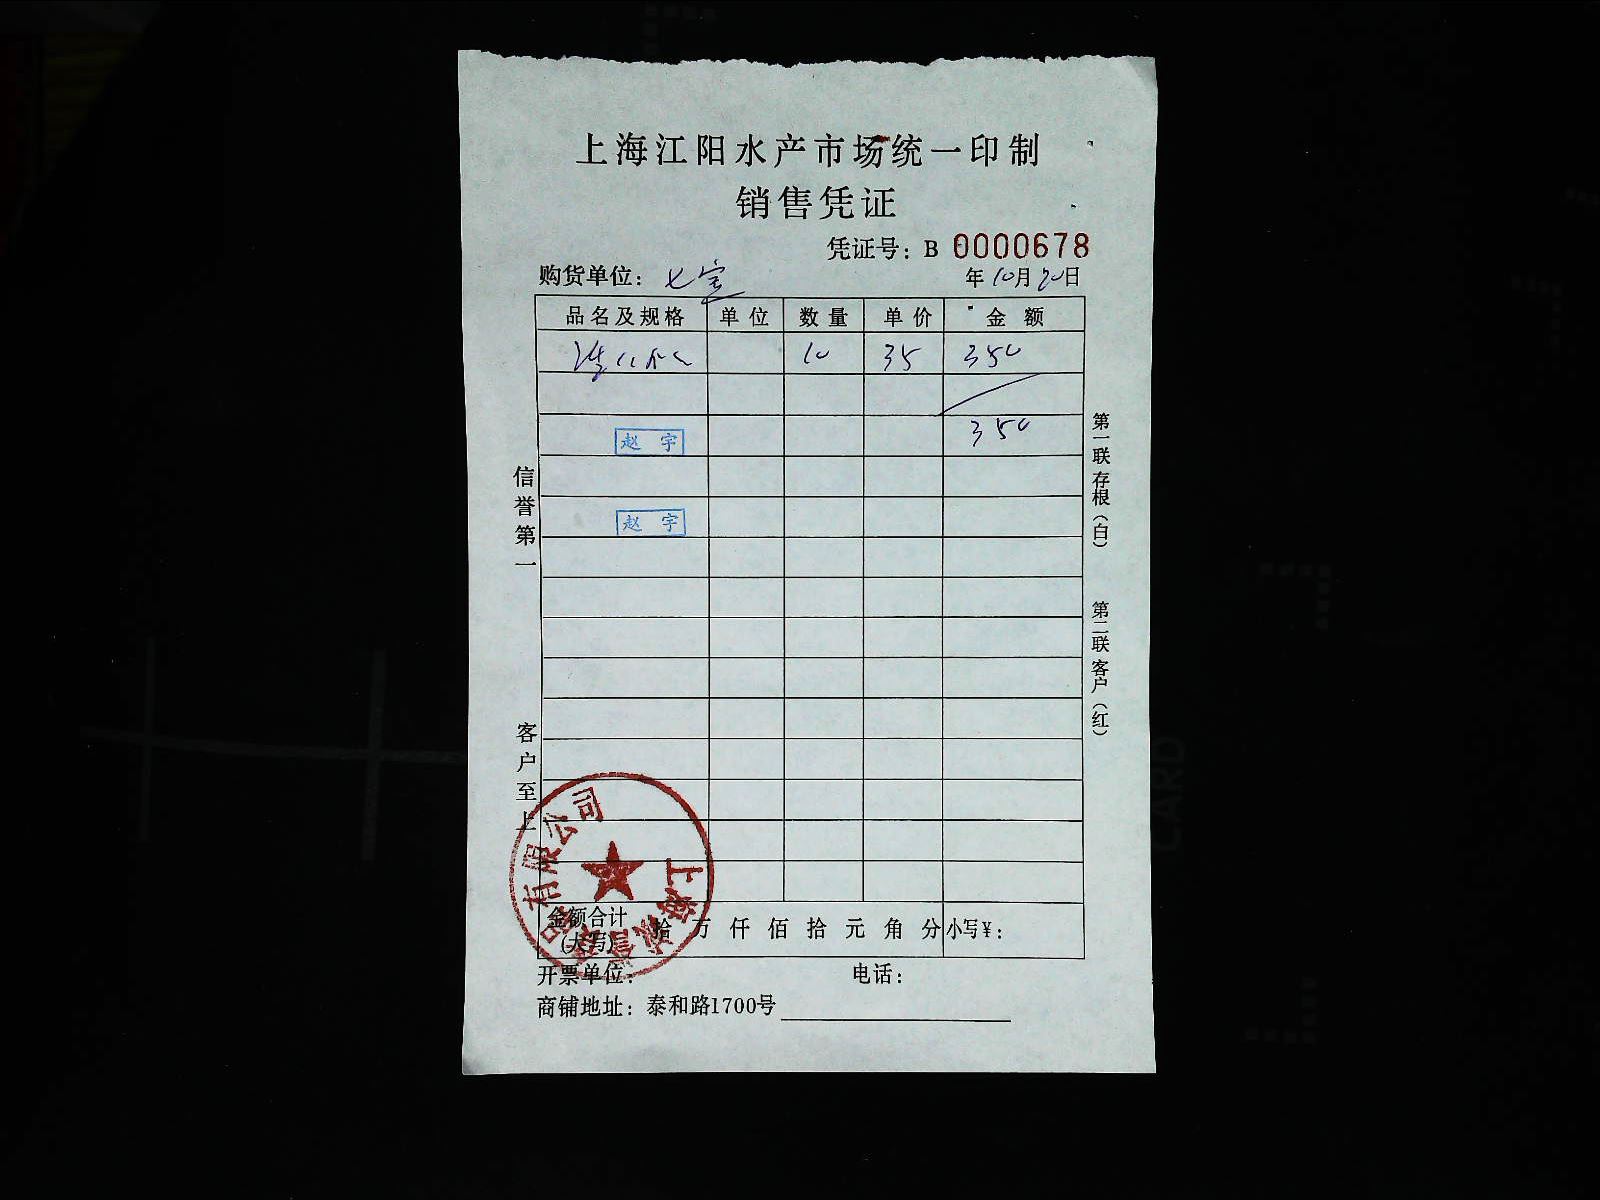 上海江阳水产市场统一印制
销售凭证
凭证号：B 0000678
购货单位：七宝 年10月20日
品名及规格 单位 数量 单价 金额
10 35 350
350
赵宇
赵宇
信誉第一
客户至上
第一联存根（白）
第二联客户（红）
金额合计（大写） 拾 万 仟 佰 拾 元 角 分 小写¥：
开票单位： 电话：
商铺地址：泰和路1700号
有限公司
上海